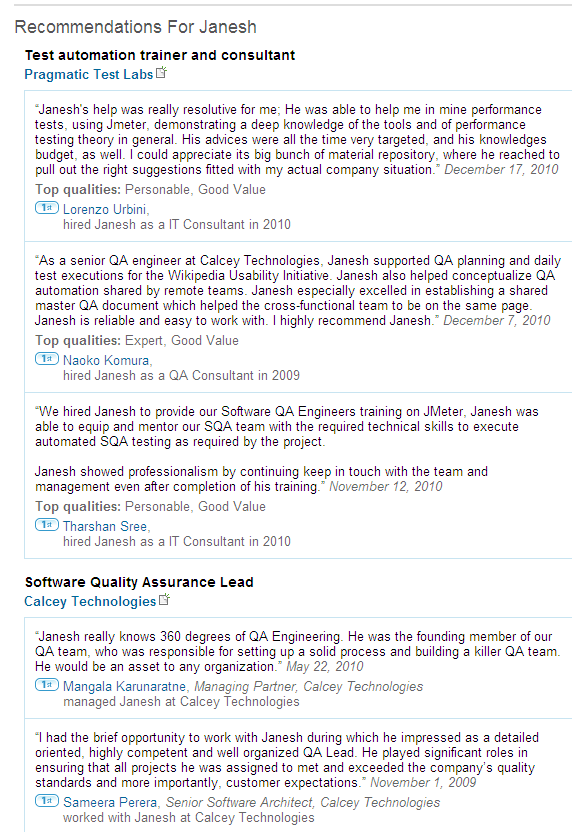 Recommendations For Janesh
Test automation trainer and consultant
Pragmatic Test Labs
“Janesh's help was really resolutive for me; He was able to help me in mine performance
tests, using Jmeter, demonstrating a deep knowledge of the tools and of performance
testing theory in general. His advices were all the time very targeted, and his knowledges
budget, as well. I could appreciate its big bunch of material repository, where he reached to
pull out the right suggestions fitted with my actual company situation.” December 17, 2010
Top qualities: Personable, Good Value
1st Lorenzo Urbini,
hired Janesh as a IT Consultant in 2010
“As a senior QA engineer at Calcey Technologies, Janesh supported QA planning and daily
test executions for the Wikipedia Usability Initiative. Janesh also helped conceptualize QA
automation shared by remote teams. Janesh especially excelled in establishing a shared
master QA document which helped the cross-functional team to be on the same page.
Janesh is reliable and easy to work with. I highly recommend Janesh.” December 7, 2010
Top qualities: Expert, Good Value
1st Naoko Komura,
hired Janesh as a QA Consultant in 2009
“We hired Janesh to provide our Software QA Engineers training on JMeter, Janesh was
able to equip and mentor our SQA team with the required technical skills to execute
automated SQA testing as required by the project.
Janesh showed professionalism by continuing keep in touch with the team and
management even after completion of his training.” November 12, 2010
Top qualities: Personable, Good Value
1st Tharshan Sree,
hired Janesh as a IT Consultant in 2010
Software Quality Assurance Lead
Calcey Technologies
“Janesh really knows 360 degrees of QA Engineering. He was the founding member of our
QA team, who was responsible for setting up a solid process and building a killer QA team.
He would be an asset to any organization.” May 22, 2010
1st Mangala Karunaratne, Managing Partner, Calcey Technologies
managed Janesh at Calcey Technologies
“I had the brief opportunity to work with Janesh during which he impressed as a detailed
oriented, highly competent and well organized QA Lead. He played significant roles in
ensuring that all projects he was assigned to met and exceeded the company's quality
standards and more importantly, customer expectations.” November 1, 2009
1st Sameera Perera, Senior Software Architect, Calcey Technologies
worked with Janesh at Calcey Technologies